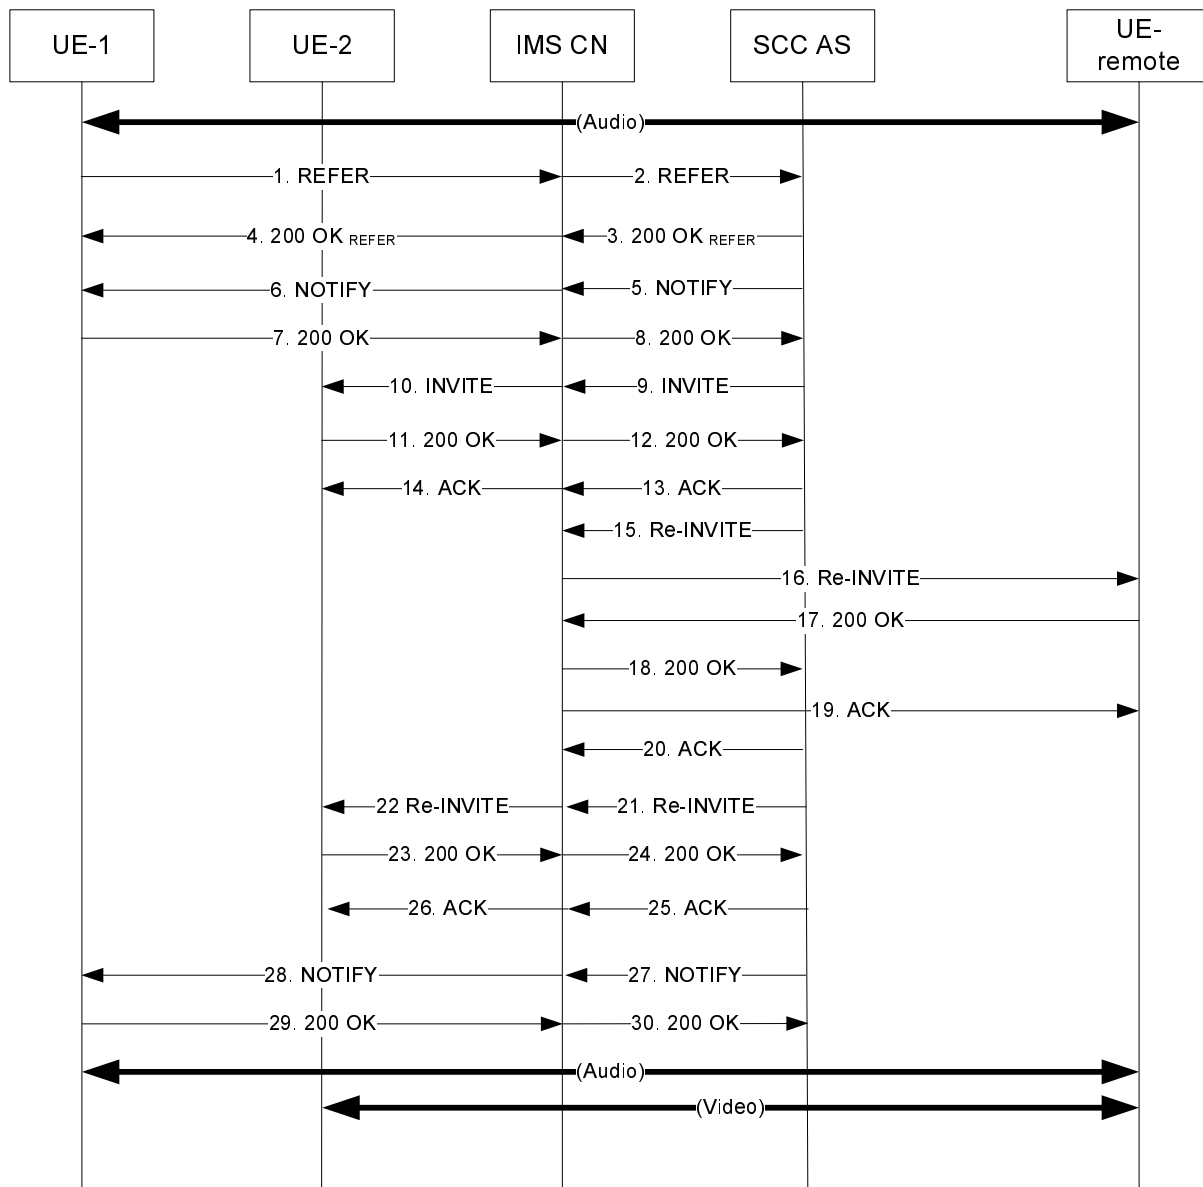 UE-1
UE-2
IMS CN
SCC AS
UE-
remote
(Audio)
1. REFER
2. REFER
4. 200 OK REFER
3. 200 OK REFER
6. NOTIFY
5. NOTIFY
7. 200 OK
8. 200 OK
10. INVITE
9. INVITE
11. 200 OK
12. 200 OK
14. ACK
13. ACK
15. Re-INVITE
16. Re-INVITE
17. 200 OK
18. 200 OK
19. ACK
20. ACK
22 Re-INVITE
21. Re-INVITE
23. 200 OK
24. 200 OK
26. ACK
25. ACK
28. NOTIFY
27. NOTIFY
29. 200 OK
30. 200 OK
(Audio)
(Video)